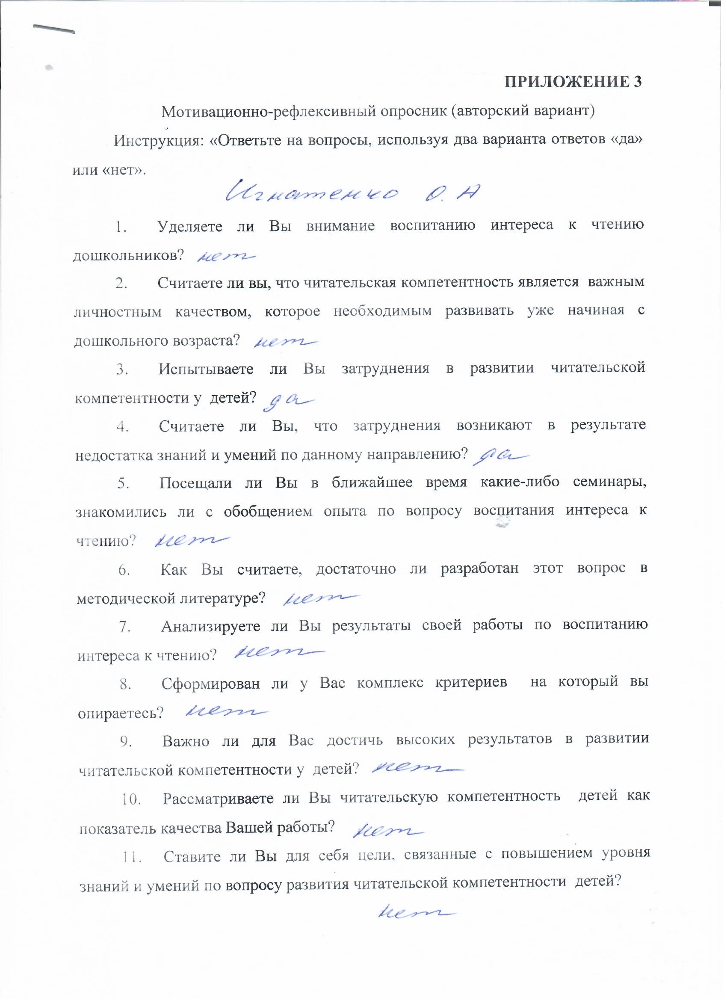 ПРИЛОЖЕНИЕ 3
Мотивационно-рефлексивный опросник (авторский вариант)
Инструкция: «Ответьте на вопросы, используя два варианта ответов «да»
или «нет».
Игнатенко О. А
1. Уделяете ли Вы внимание воспитанию интереса к чтению
дошкольников? нет
2. Считаете ли вы, что читательская компетентность является важным
личностным качеством, которое необходимым развивать уже начиная с
дошкольного возраста? нет
3. Испытываете ли Вы затруднения в развитии читательской
компетентности у детей? да
4. Считаете ли Вы, что затруднения возникают в результате
недостатка знаний и умений по данному направлению? да
5. Посещали ли Вы в ближайшее время какие-либо семинары,
знакомились ли с обобщением опыта по вопросу воспитания интереса к
чтению? нет
6. Как Вы считаете, достаточно ли разработан этот вопрос в
методической литературе? нет
7. Анализируете ли Вы результаты своей работы по воспитанию
интереса к чтению? нет
8. Сформирован ли у Вас комплекс критериев на который вы
опираетесь? нет
9. Важно ли для Вас достичь высоких результатов в развитии
читательской компетентности у детей? нет
10. Рассматриваете ли Вы читательскую компетентность детей как
показатель качества Вашей работы? нет
11. Ставите ли Вы для себя цели, связанные с повышением уровня
знаний и умений по вопросу развития читательской компетентности детей?
нет